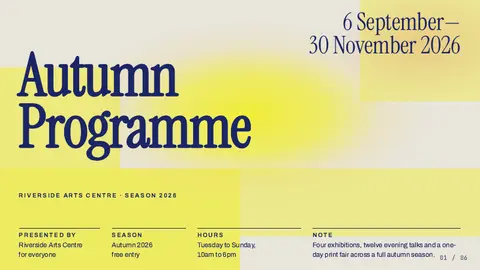 6 September—
30 November 2026
Autumn
Programme
RIVERSIDE ARTS CENTRE · SEASON 2026
PRESENTED BY
Riverside Arts Centre
for everyone
SEASON
Autumn 2026
free entry
HOURS
Tuesday to Sunday,
10am to 6pm
NOTE
Four exhibitions, twelve evening talks and a one-
day print fair across a full autumn season.
01 / 06